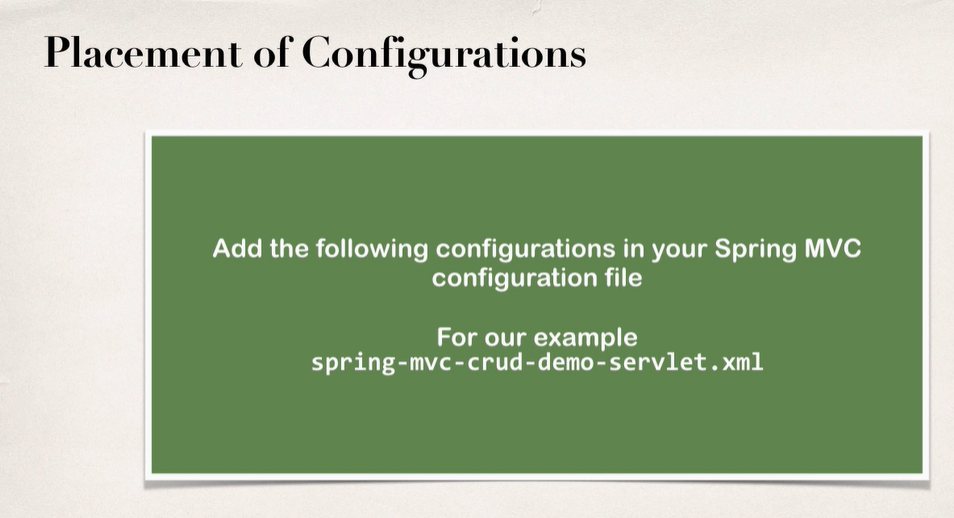 Placement of Configurations
Add the following configurations in your Spring MVC
configuration file
For our example
spring-mvc-crud-demo-servlet.xml